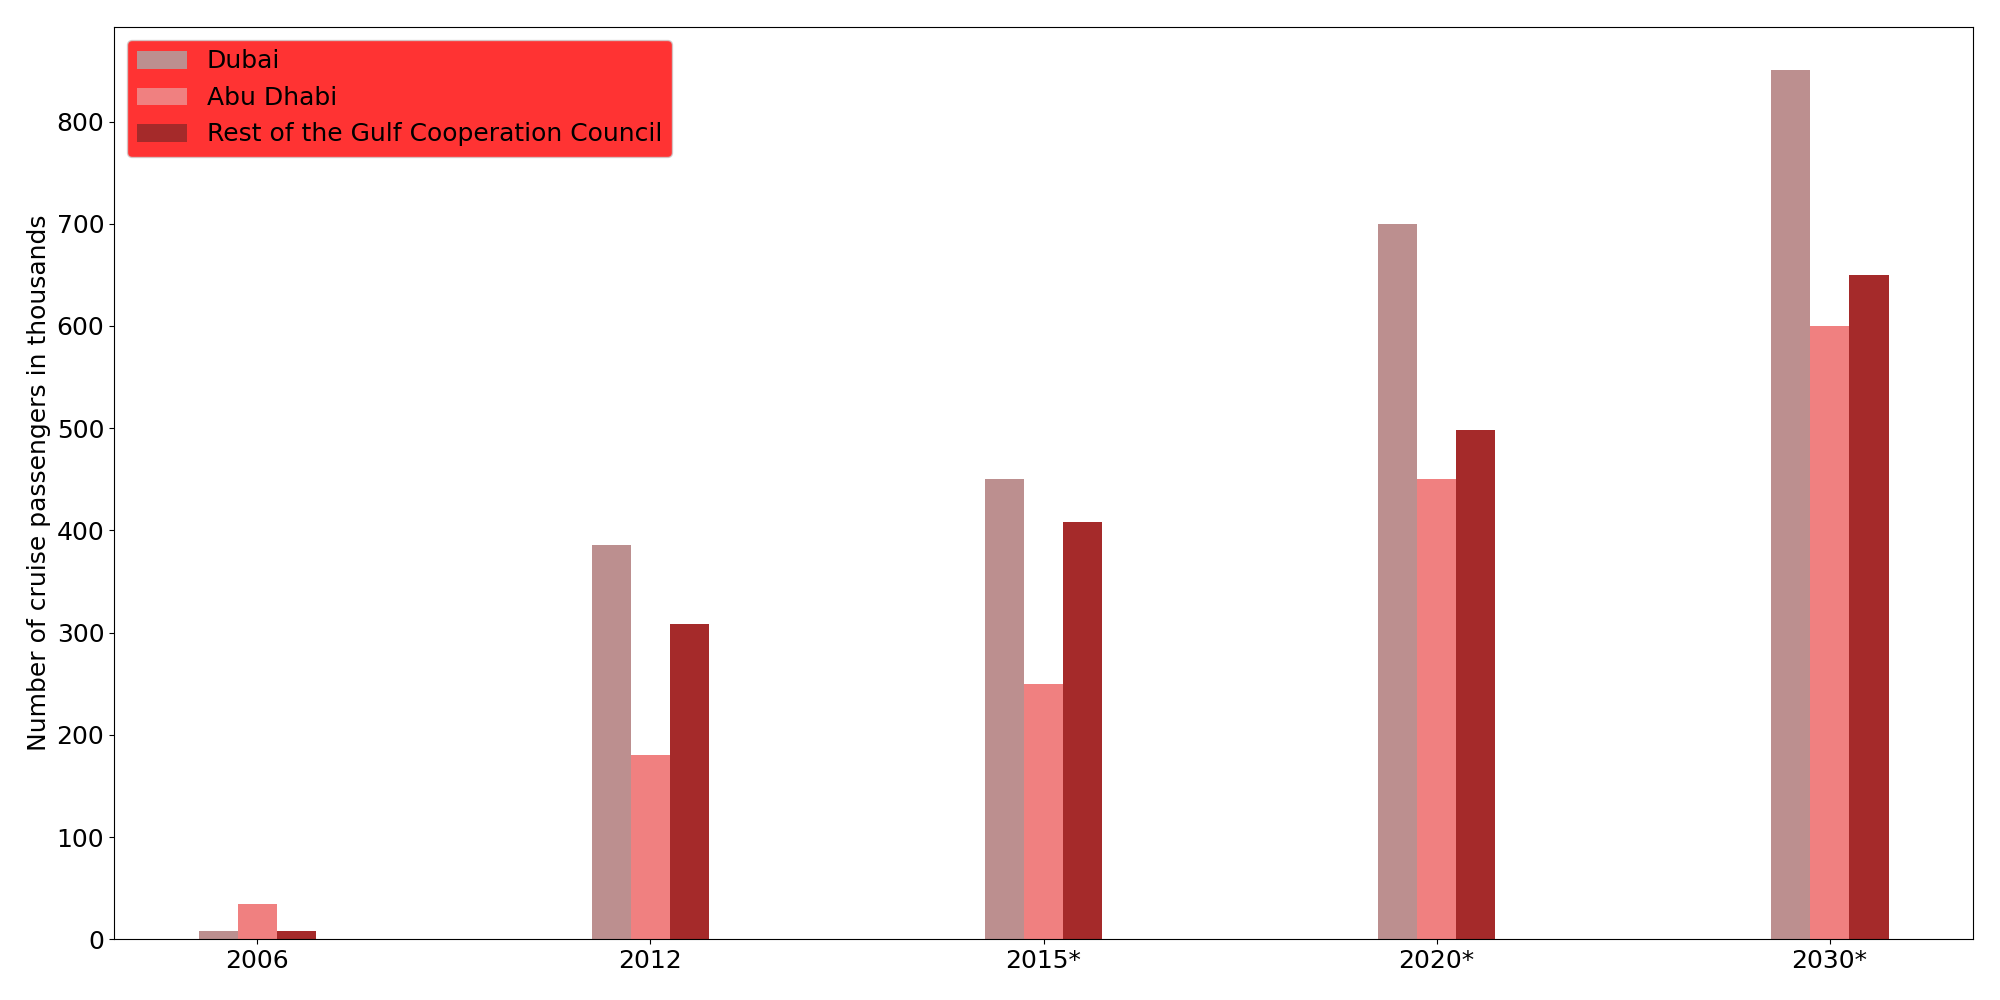 Dubai
Abu Dhabi
Rest of the Gulf Cooperation Council
Number of cruise passengers in thousands
800
700
600
500
400
300
200
100
0
2006 2012 2015* 2020* 2030*